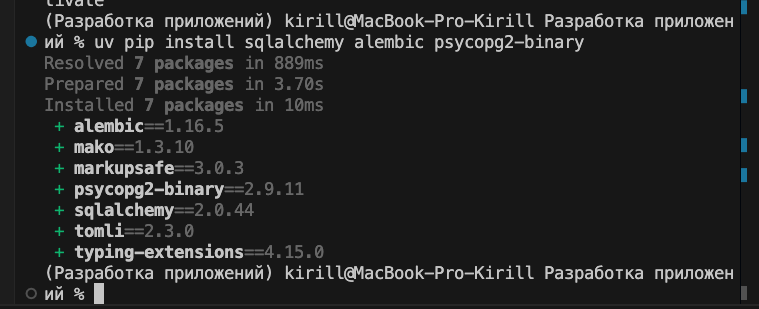 tivate
(Разработка приложений) kirill@MacBook-Pro-Kirill Разработка приложен
ий % uv pip install sqlalchemy alembic psycopg2-binary
Resolved 7 packages in 889ms
Prepared 7 packages in 3.70s
Installed 7 packages in 10ms
+ alembic==1.16.5
+ mako==1.3.10
+ markupsafe==3.0.3
+ psycopg2-binary==2.9.11
+ sqlalchemy==2.0.44
+ tomli==2.3.0
+ typing-extensions==4.15.0
(Разработка приложений) kirill@MacBook-Pro-Kirill Разработка приложен
ий %